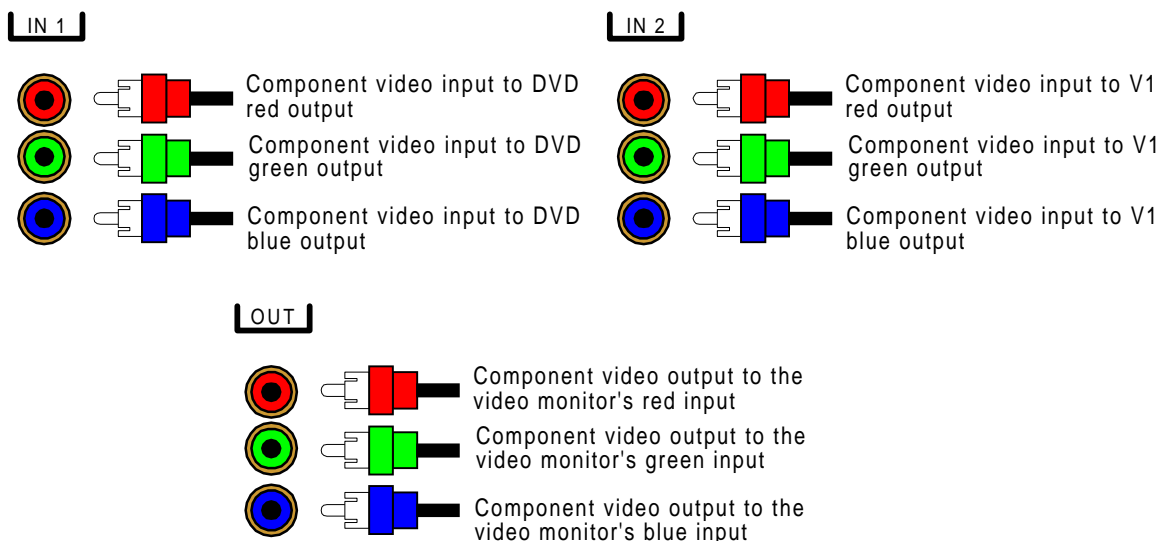 IN 1
Component video input to DVD
red output
Component video input to DVD
green output
Component video input to DVD
blue output
IN 2
Component video input to V1
red output
Component video input to V1
green output
Component video input to V1
blue output
OUT
Component video output to the
video monitor's red input
Component video output to the
video monitor's green input
Component video output to the
video monitor's blue input